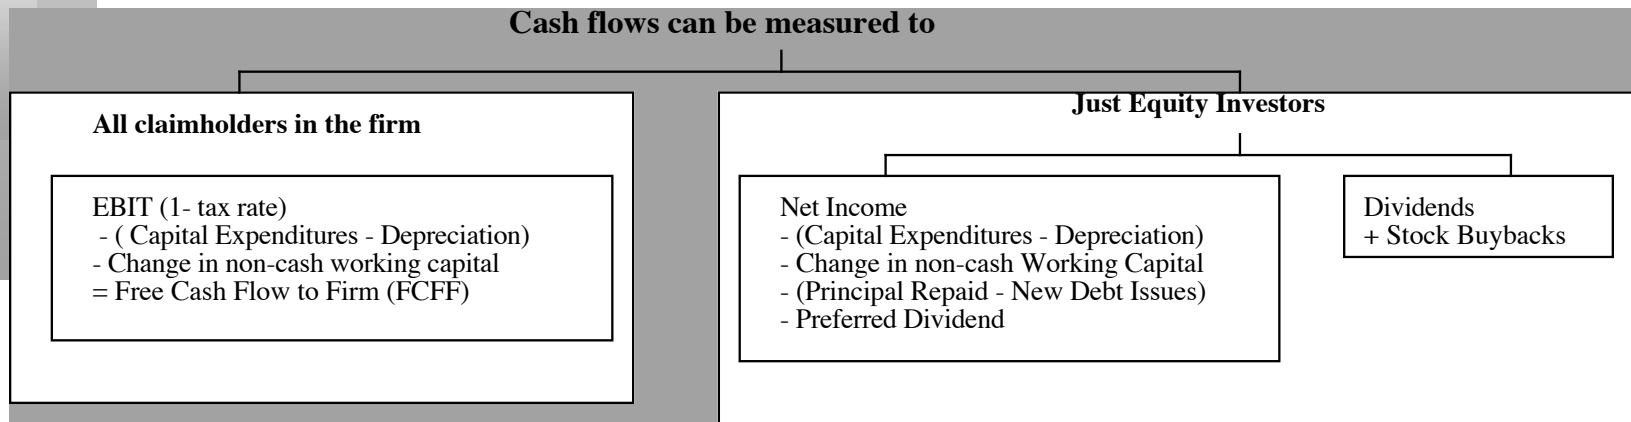 Cash flows can be measured to
All claimholders in the firm
EBIT (1- tax rate)
- ( Capital Expenditures - Depreciation)
- Change in non-cash working capital
= Free Cash Flow to Firm (FCFF)
Just Equity Investors
Net Income
- (Capital Expenditures - Depreciation)
- Change in non-cash Working Capital
- (Principal Repaid - New Debt Issues)
- Preferred Dividend
Dividends
+ Stock Buybacks